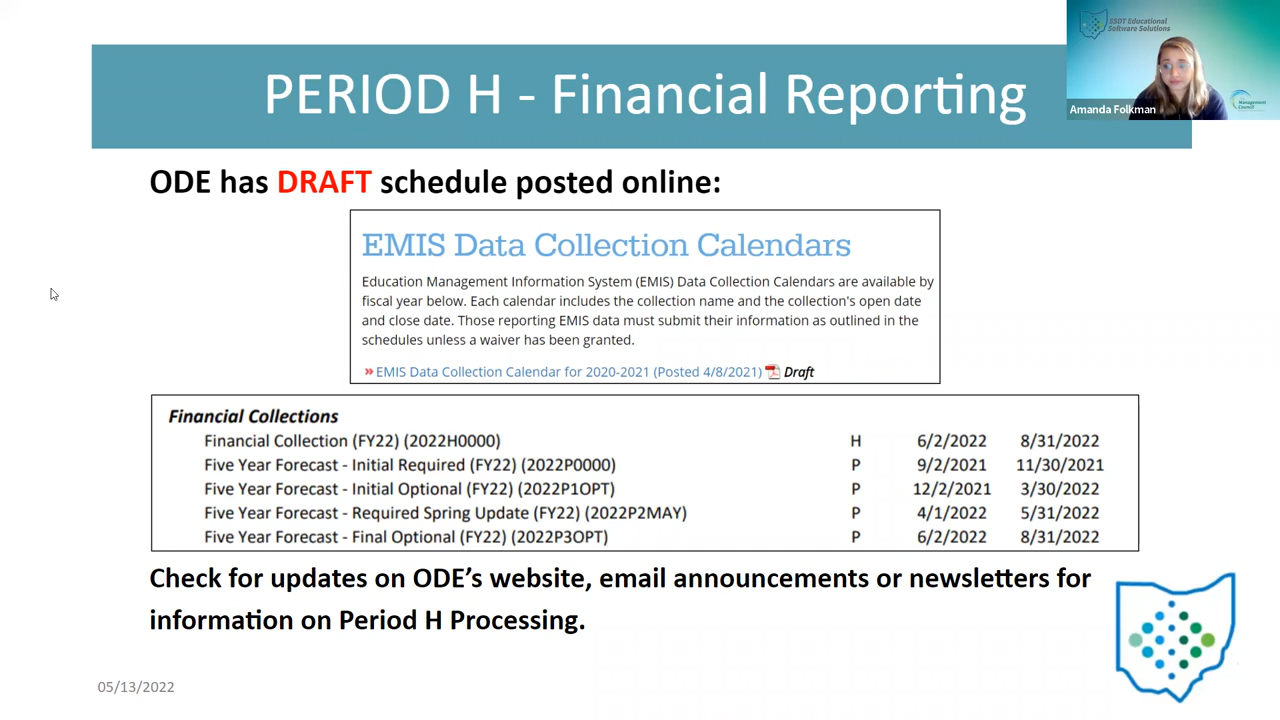 SSDT Educational
Software Solutions
Amanda Folkman
Management
Council
PERIOD H - Financial Reporting
ODE has DRAFT schedule posted online:
EMIS Data Collection Calendars
Education Management Information System (EMIS) Data Collection Calendars are available by
fiscal year below. Each calendar includes the collection name and the collection's open date
and close date. Those reporting EMIS data must submit their information as outlined in the
schedules unless a waiver has been granted.
» EMIS Data Collection Calendar for 2020-2021 (Posted 4/8/2021) Draft
Financial Collections
Financial Collection (FY22) (2022H0000) H 6/2/2022 8/31/2022
Five Year Forecast - Initial Required (FY22) (2022P0000) P 9/2/2021 11/30/2021
Five Year Forecast - Initial Optional (FY22) (2022P1OPT) P 12/2/2021 3/30/2022
Five Year Forecast - Required Spring Update (FY22) (2022P2MAY) P 4/1/2022 5/31/2022
Five Year Forecast - Final Optional (FY22) (2022P3OPT) P 6/2/2022 8/31/2022
Check for updates on ODE’s website, email announcements or newsletters for
information on Period H Processing.
05/13/2022